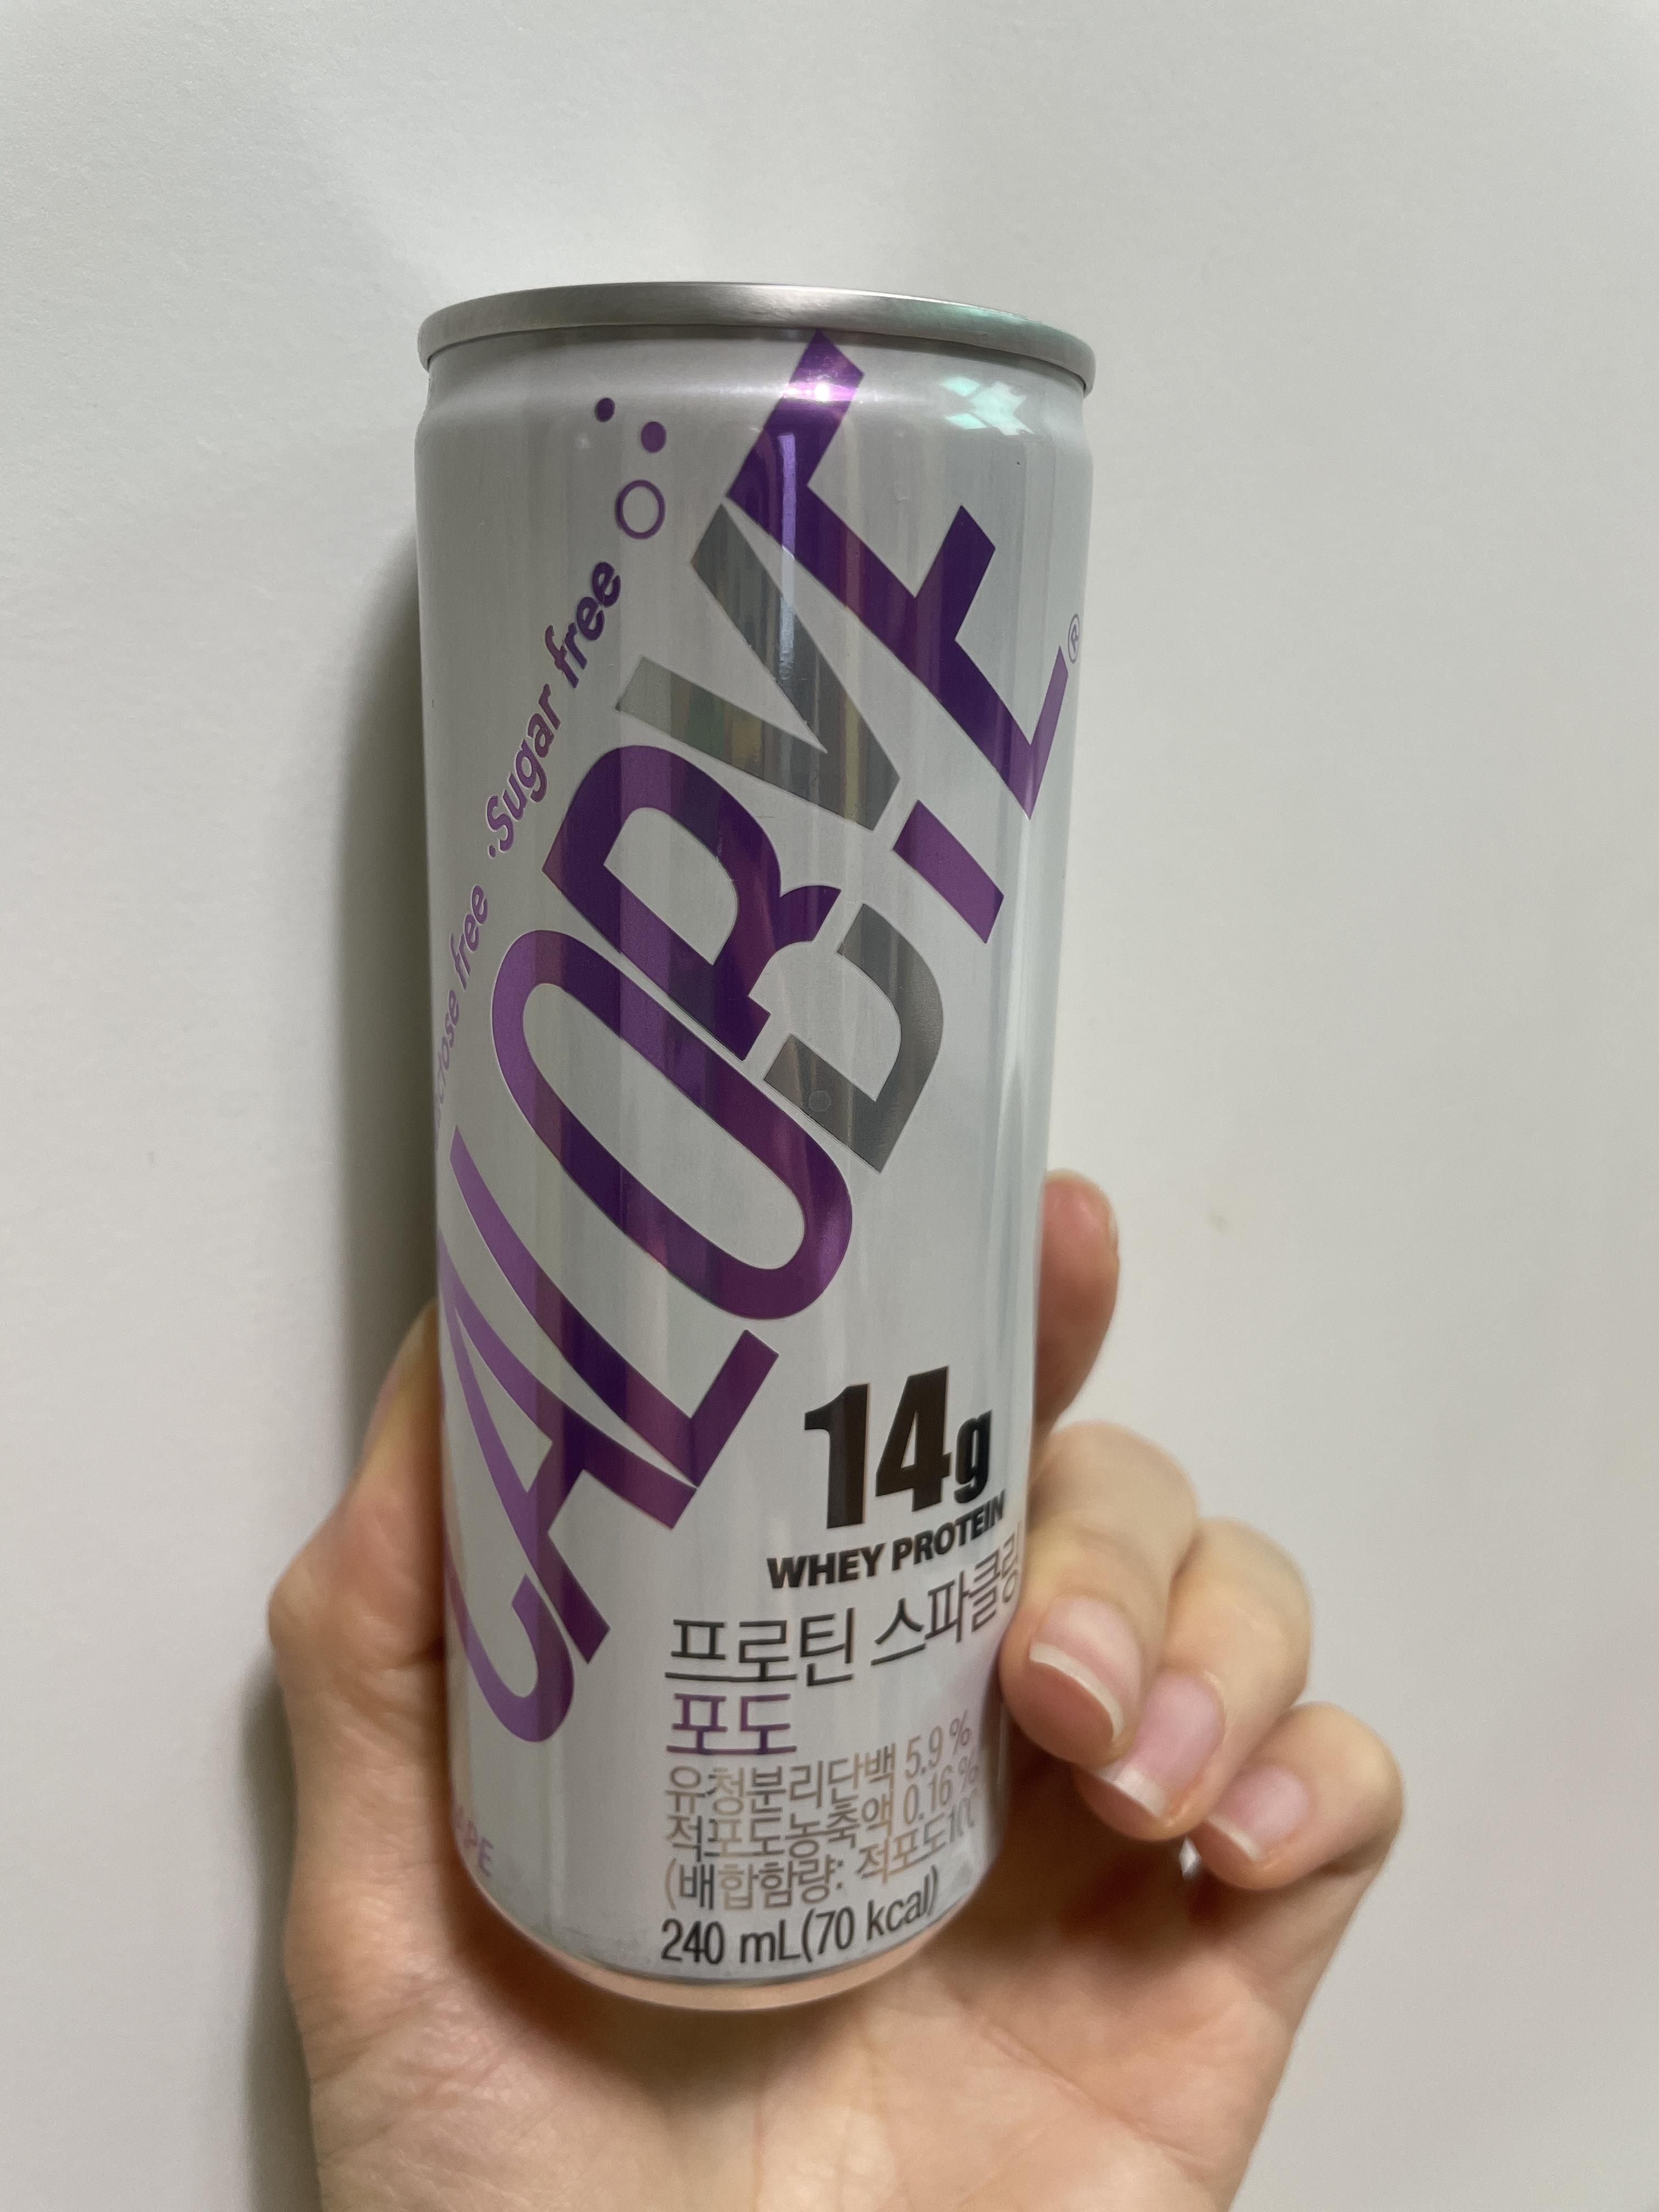 ·Sugar free
free
CALOBYE®
14g
WHEY PROTEIN
프로틴 스파클링
포도
유청분리단백 5.9 %
적포도농축액 0.16 %
(배합함량: 적포도
240 mL(70 kcal)